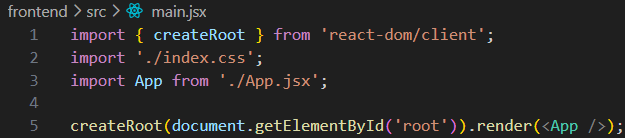 frontend > src > main.jsx
1 import { createRoot } from 'react-dom/client';
2 import './index.css';
3 import App from './App.jsx';
4
5 createRoot(document.getElementById('root')).render(<App />);